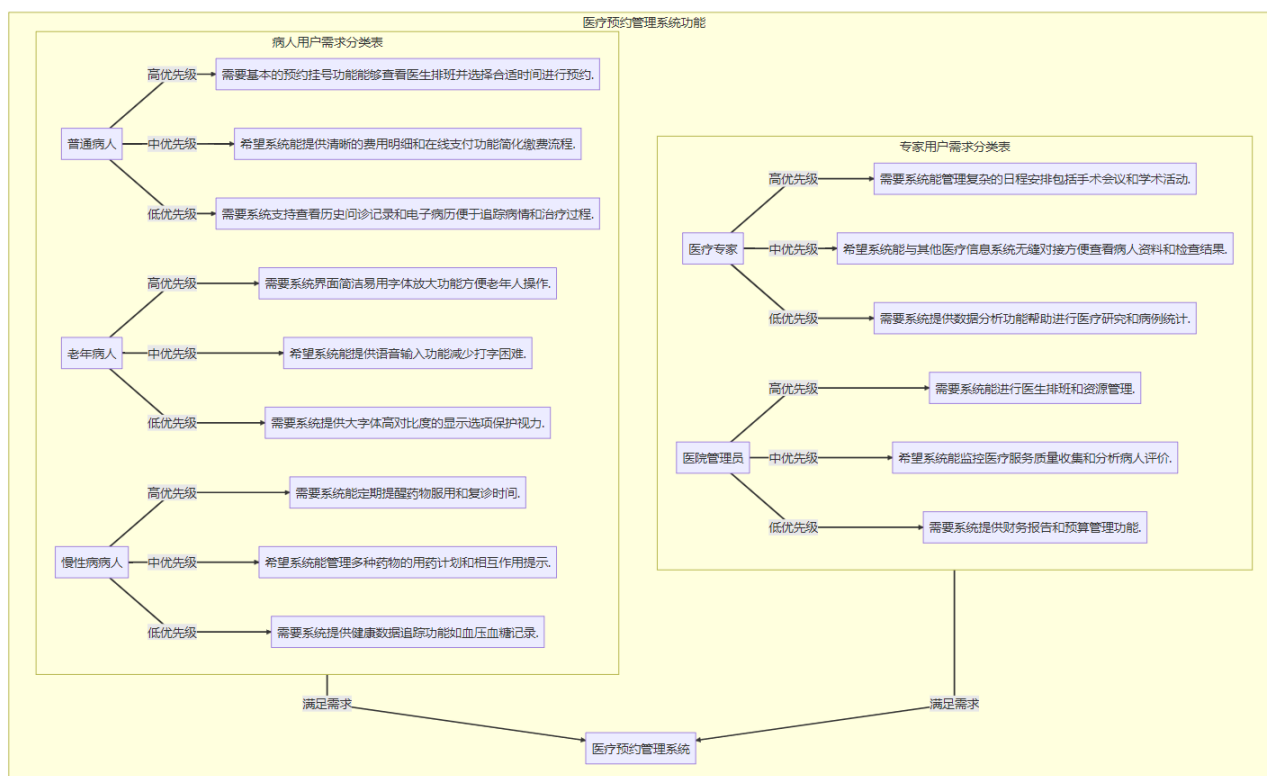 医疗预约管理系统功能
病人用户需求分类表
普通病人
高优先级
需要基本的预约挂号功能能够查看医生排班并选择合适时间进行预约.
中优先级
希望系统能提供清晰的费用明细和在线支付功能简化缴费流程.
低优先级
需要系统支持查看历史问诊记录和电子病历便于追踪病情和治疗过程.
老年病人
高优先级
需要系统界面简洁易用字体放大功能方便老年人操作.
中优先级
希望系统能提供语音输入功能减少打字困难.
低优先级
需要系统提供大字体高对比度的显示选项保护视力.
慢性病病人
高优先级
需要系统能定期提醒药物服用和复诊时间.
中优先级
希望系统能管理多种药物的用药计划和相互作用提示.
低优先级
需要系统提供健康数据追踪功能如血压血糖记录.
专家用户需求分类表
医疗专家
高优先级
需要系统能管理复杂的日程安排包括手术会议和学术活动.
中优先级
希望系统能与其他医疗信息系统无缝对接方便查看病人资料和检查结果.
低优先级
需要系统提供数据分析功能帮助进行医疗研究和病例统计.
医院管理员
高优先级
需要系统能进行医生排班和资源管理.
中优先级
希望系统能监控医疗服务质量收集和分析病人评价.
低优先级
需要系统提供财务报告和预算管理功能.
满足需求
满足需求
医疗预约管理系统